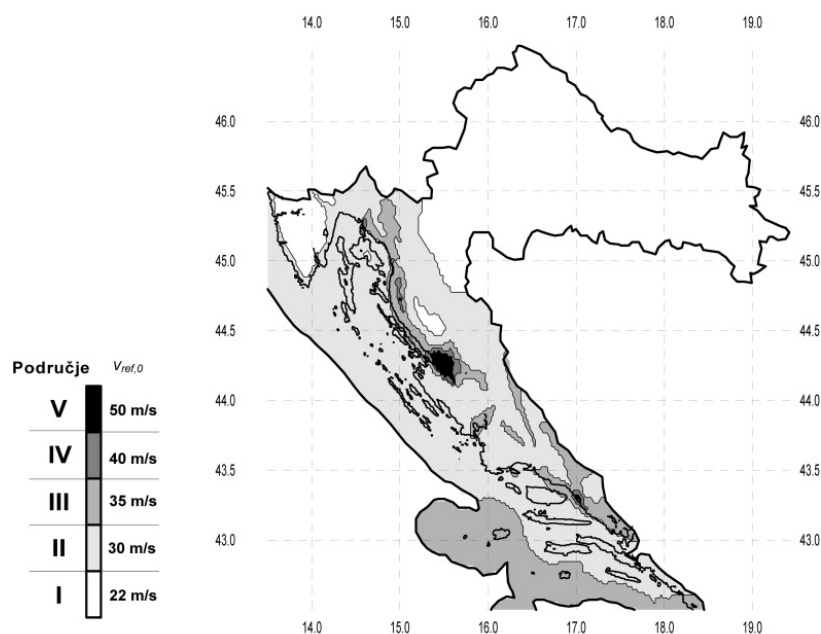 14.0 15.0 16.0 17.0 18.0 19.0
46.0 46.0
45.5 45.5
45.0 45.0
44.5 44.5
44.0 44.0
43.5 43.5
43.0 43.0
14.0 15.0 16.0 17.0 18.0 19.0
Područje Vref,0
V 50 m/s
IV 40 m/s
III 35 m/s
II 30 m/s
I 22 m/s